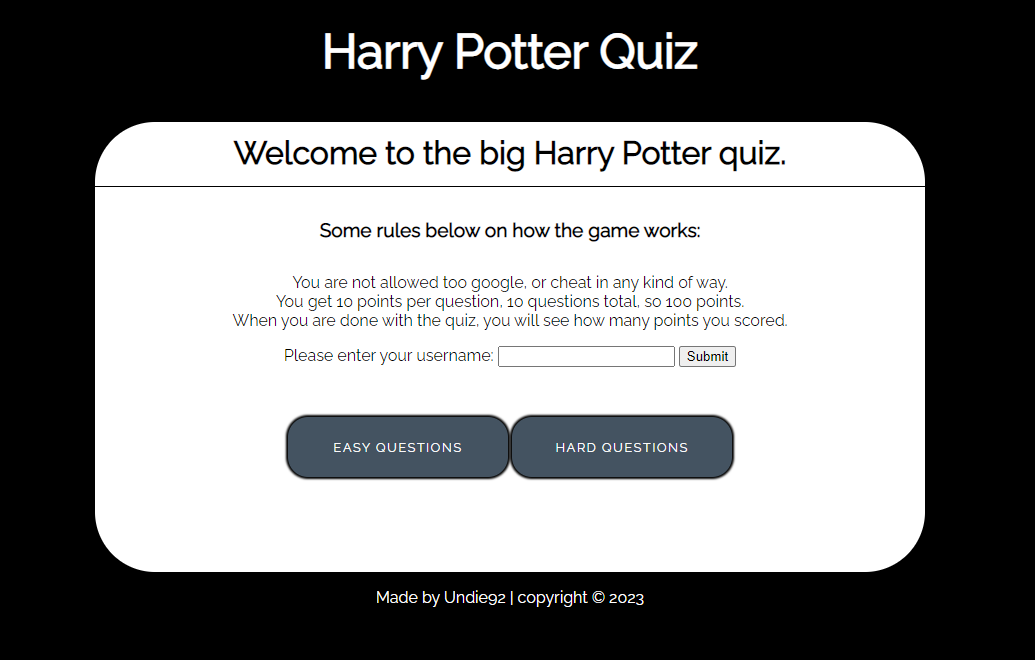 Harry Potter Quiz
Welcome to the big Harry Potter quiz.
Some rules below on how the game works:
You are not allowed too google, or cheat in any kind of way.
You get 10 points per question, 10 questions total, so 100 points.
When you are done with the quiz, you will see how many points you scored.
Please enter your username: Submit
EASY QUESTIONS HARD QUESTIONS
Made by Undie92 | copyright © 2023